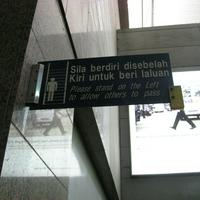 Sila berdiri disebelah
Kiri untuk beri laluan
Please stand on the Left
to allow others to pass